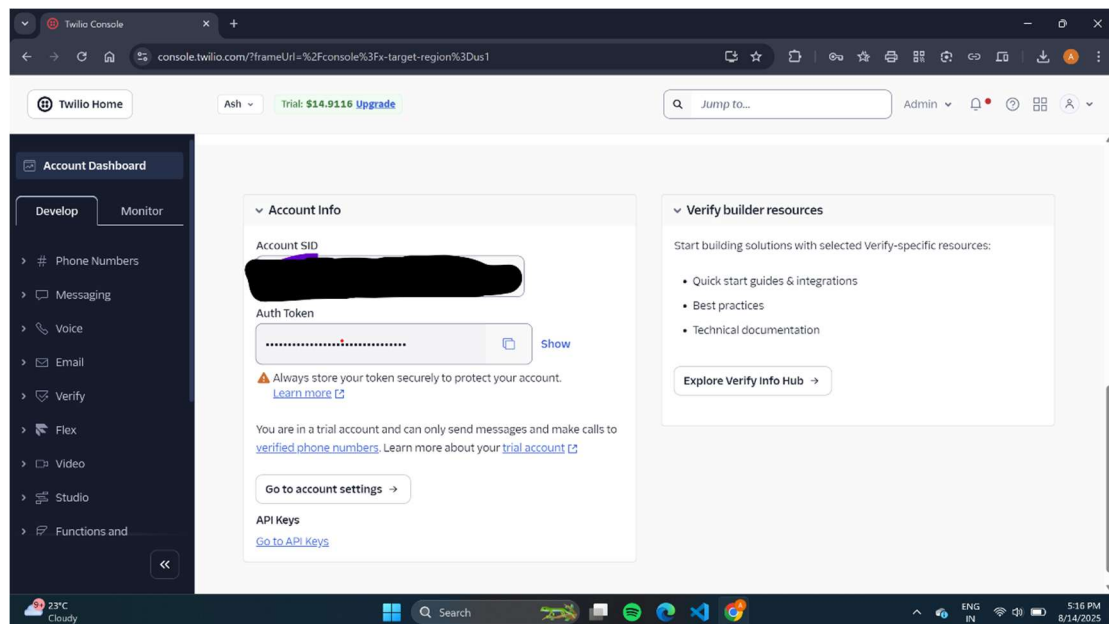 Twilio Console
console.twilio.com/?frameUrl=%2Fconsole%3Fx-target-region%3Dus1
Twilio Home
Ash
Trial: $14.9116 Upgrade
Jump to...
Admin
Account Dashboard
Develop
Monitor
Phone Numbers
Messaging
Voice
Email
Verify
Flex
Video
Studio
Functions and
Account Info
Account SID
Auth Token
Show
Always store your token securely to protect your account.
Learn more
You are in a trial account and can only send messages and make calls to
verified phone numbers. Learn more about your trial account
Go to account settings
API Keys
Go to API Keys
Verify builder resources
Start building solutions with selected Verify-specific resources:
• Quick start guides & integrations
• Best practices
• Technical documentation
Explore Verify Info Hub
9+
23°C
Cloudy
Search
ENG
IN
5:16 PM
8/14/2025
A